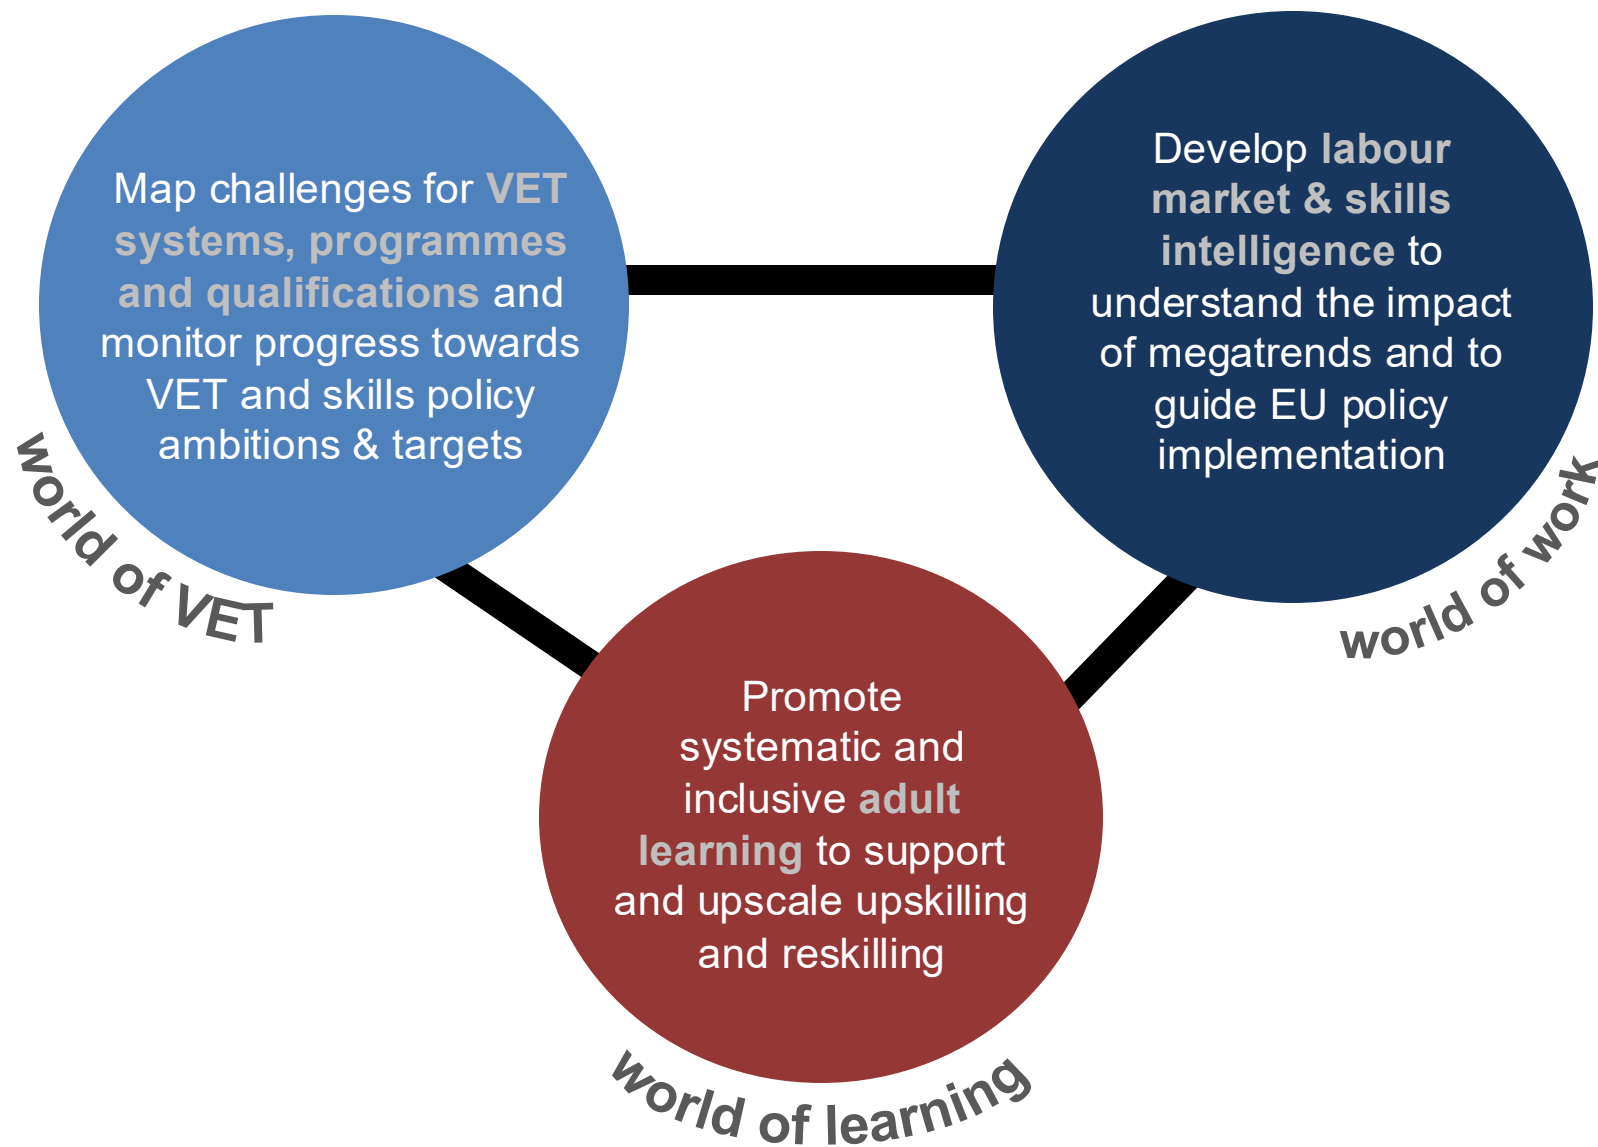 Map challenges for VET
systems, programmes
and qualifications and
monitor progress towards
VET and skills policy
ambitions & targets
world of VET
Develop labour
market & skills
intelligence to
understand the impact
of megatrends and to
guide EU policy
implementation
world of work
Promote
systematic and
inclusive adult
learning to support
and upscale upskilling
and reskilling
world of learning